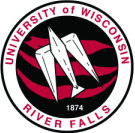 UNIVERSITY of WISCONSIN
1874
RIVER FALLS